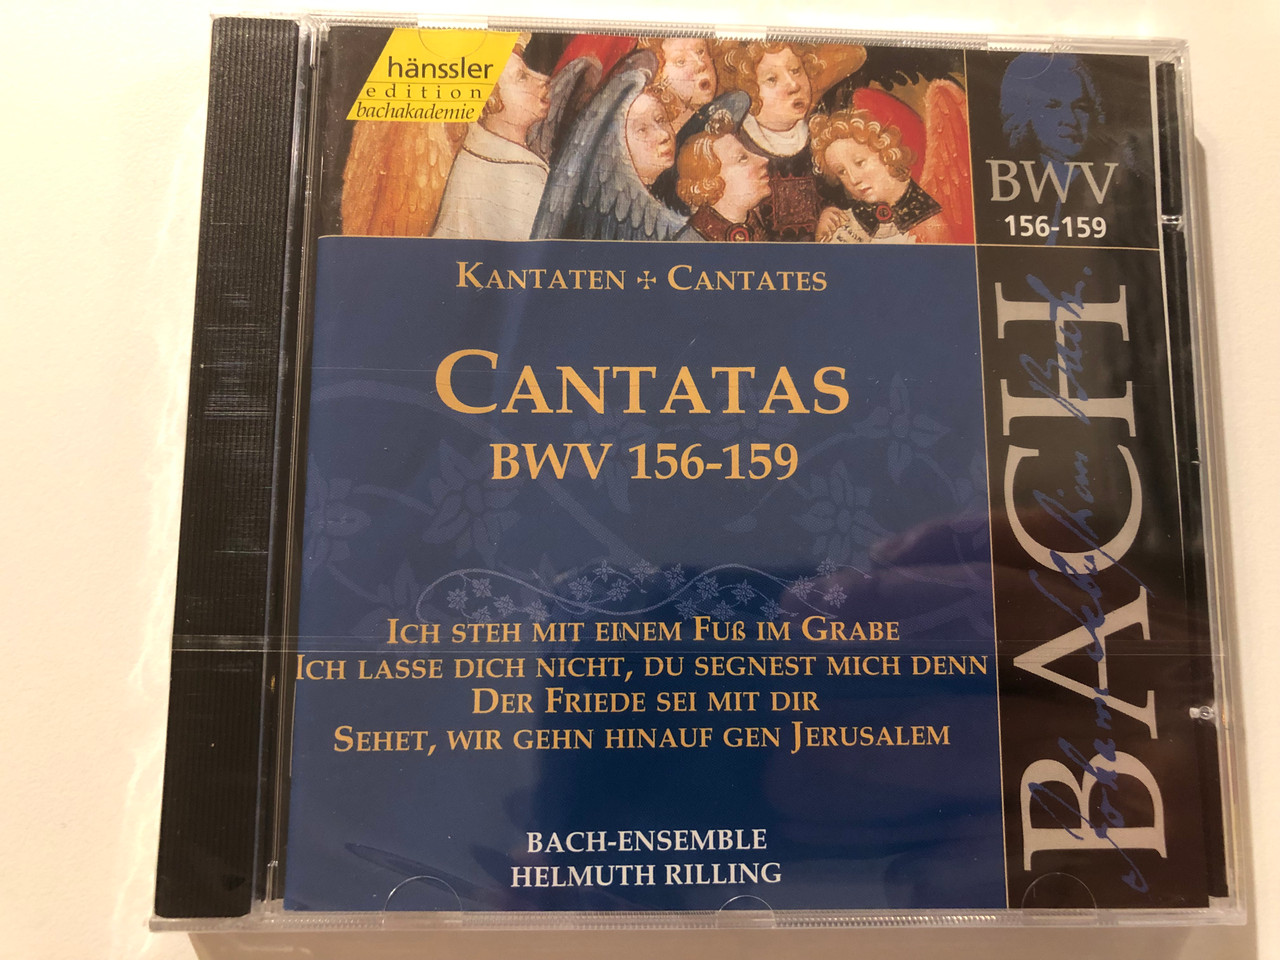 hänssler
edition
bachakademie
BWV
156-159
KANTATEN + CANTATES
CANTATAS
BWV 156-159
ICH STEH MIT EINEM FUß IM GRABE
ICH LASSE DICH NICHT, DU SEGNEST MICH DENN
DER FRIEDE SEI MIT DIR
SEHET, WIR GEHN HINAUF GEN JERUSALEM
BACH-ENSEMBLE
HELMUTH RILLING
BACH